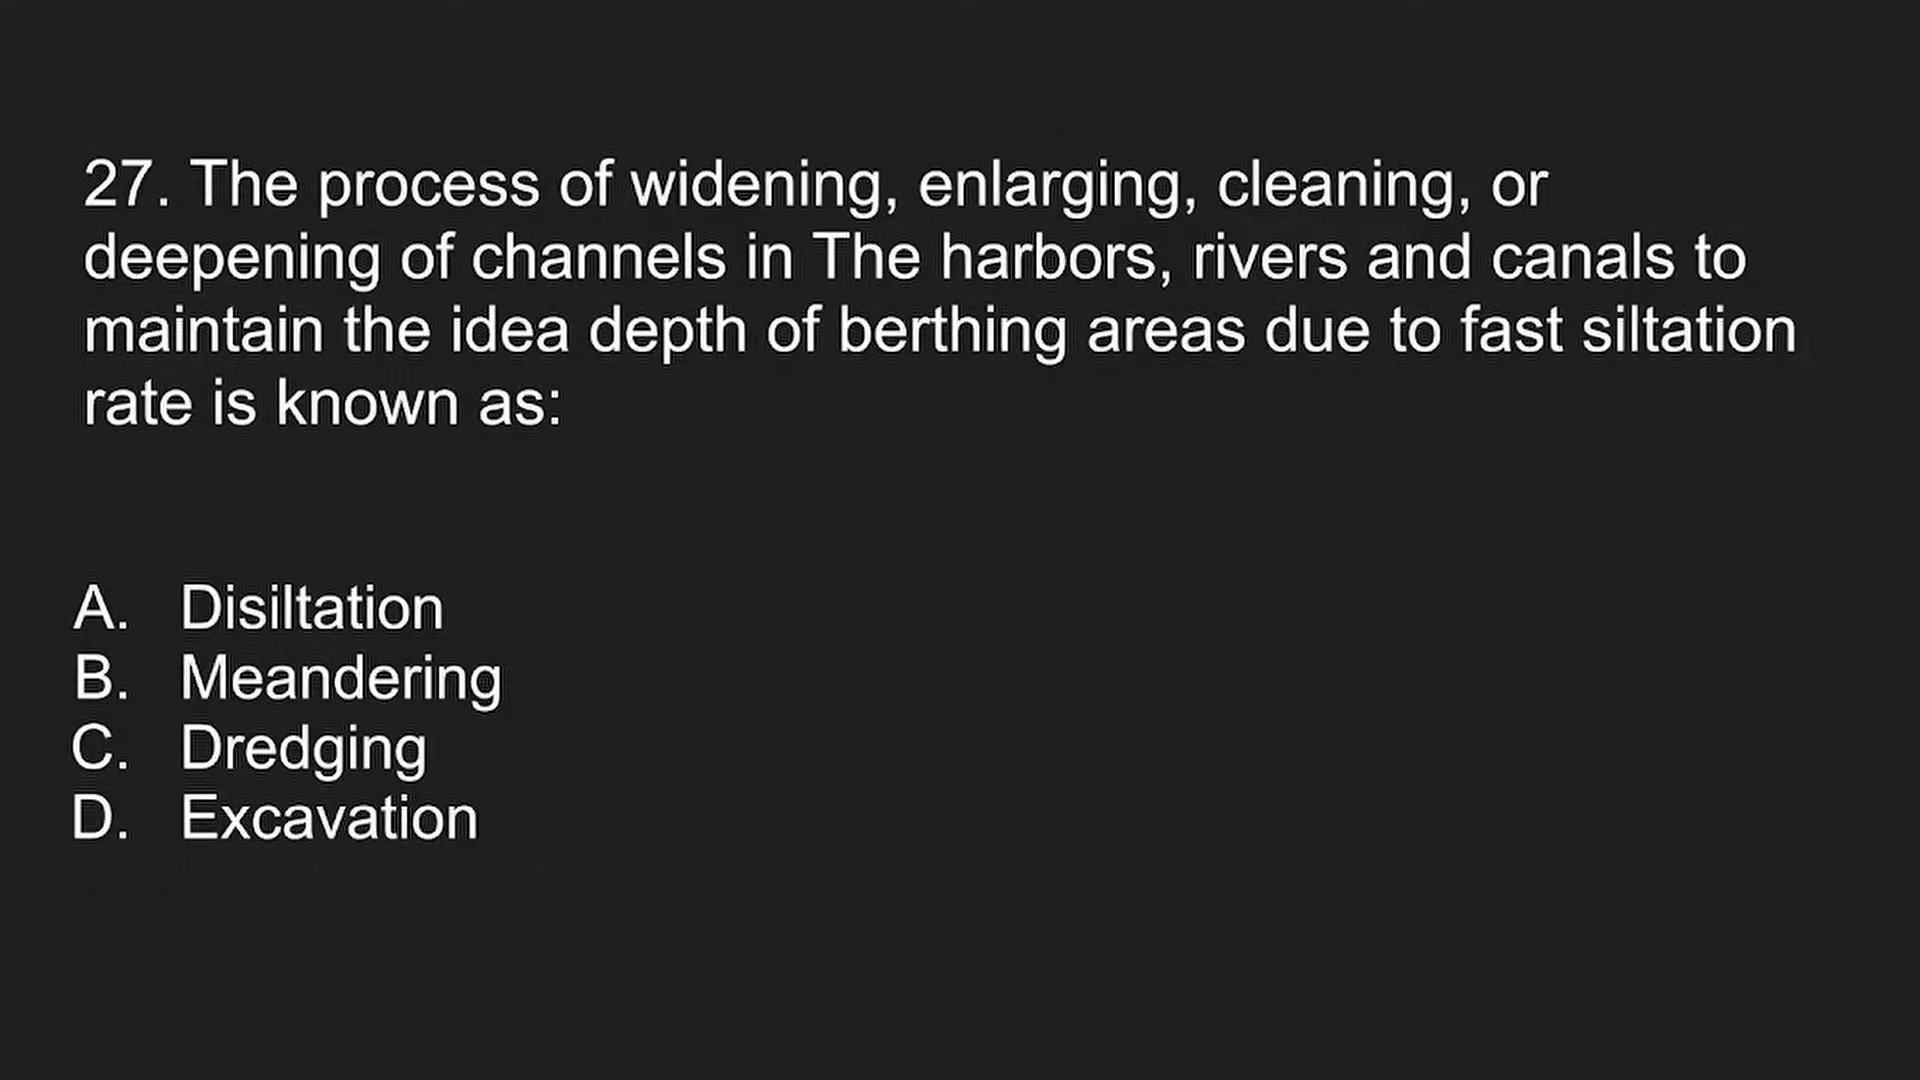 27. The process of widening, enlarging, cleaning, or
deepening of channels in The harbors, rivers and canals to
maintain the idea depth of berthing areas due to fast siltation
rate is known as:
A. Disiltation
B. Meandering
C. Dredging
D. Excavation